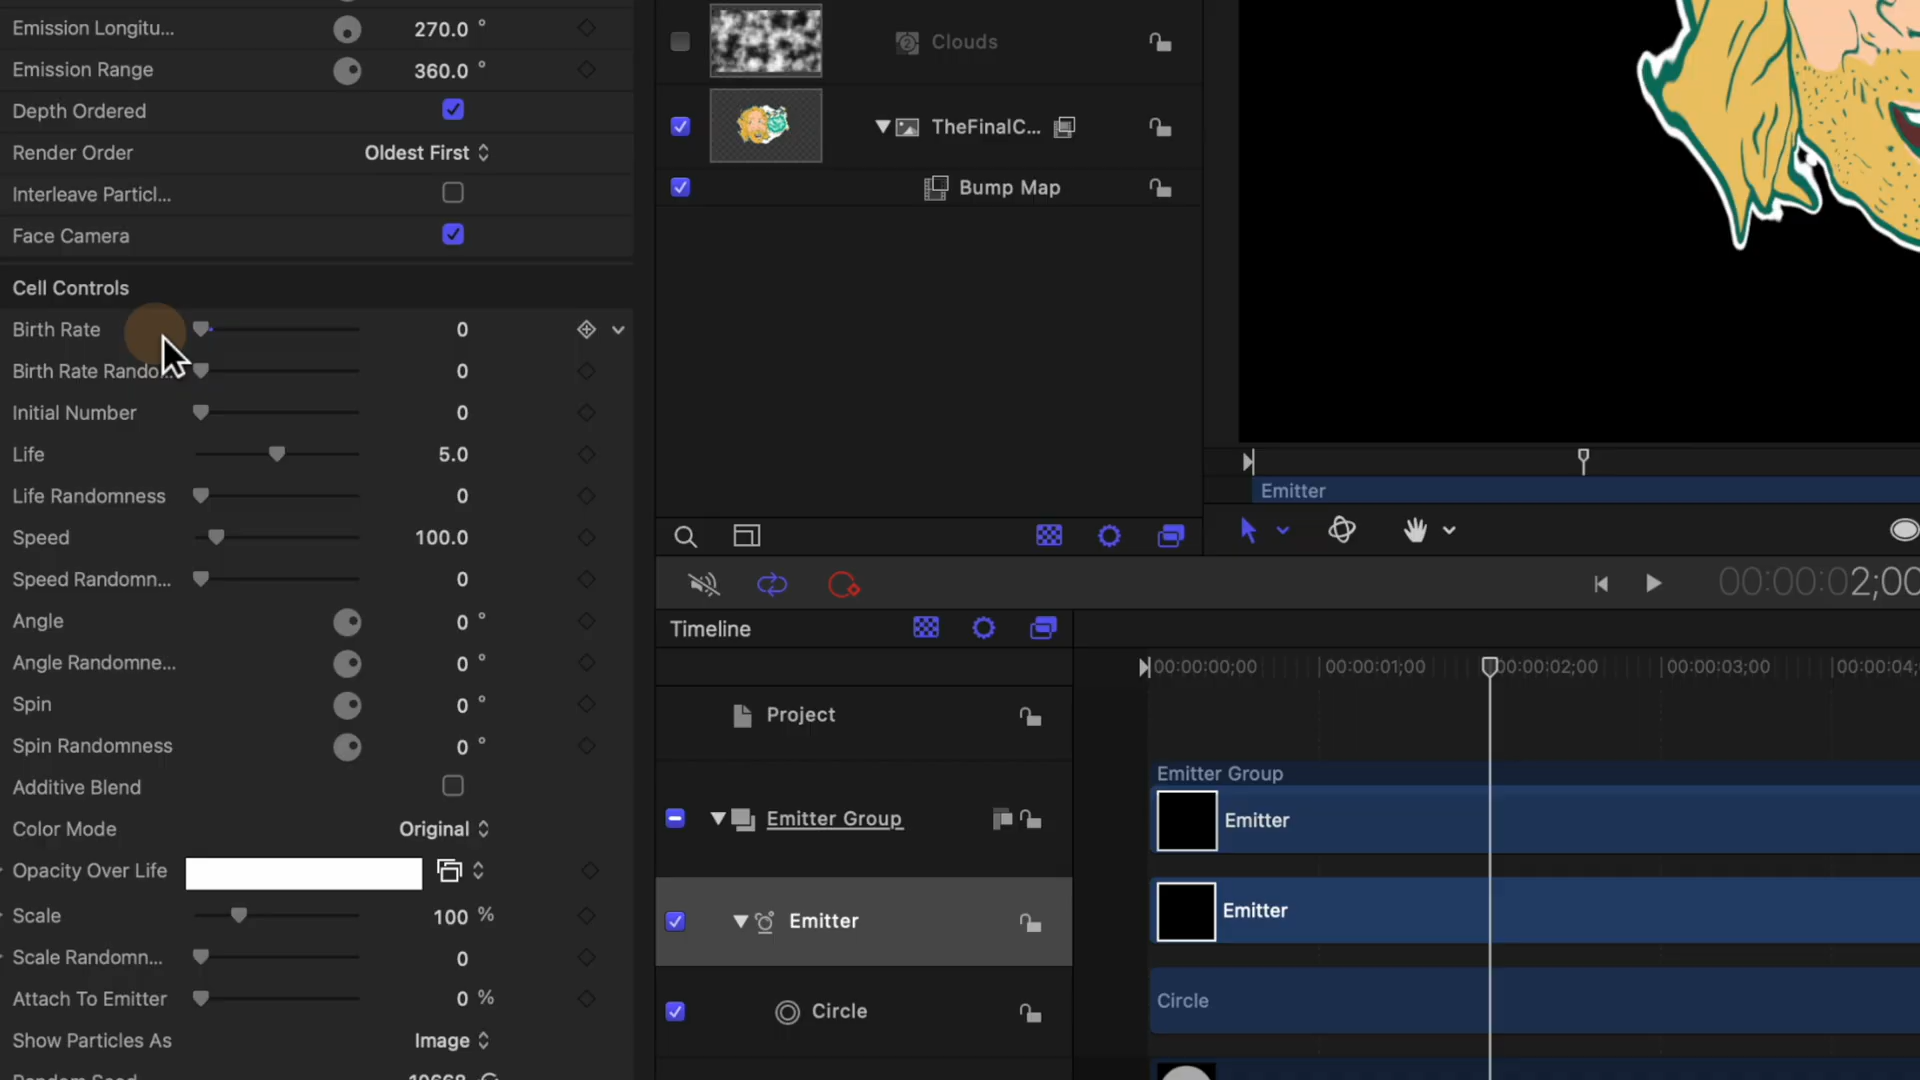 Emission Longitu... 270.0 °
Emission Range 360.0 °
Depth Ordered
Render Order Oldest First
Interleave Particl...
Face Camera
Cell Controls
Birth Rate 0
Birth Rate Rando... 0
Initial Number 0
Life 5.0
Life Randomness 0
Speed 100.0
Speed Randomn... 0
Angle 0 °
Angle Randomne... 0 °
Spin 0 °
Spin Randomness 0 °
Additive Blend
Color Mode Original
Opacity Over Life
Scale 100 %
Scale Randomn... 0
Attach To Emitter 0 %
Show Particles As Image
Clouds
TheFinalC...
Bump Map
Emitter
00:00:02;00
Timeline
00:00:00;00 00:00:01;00 00:00:02;00 00:00:03;00 00:00:04;
Project
Emitter Group
Emitter
Circle
Emitter Group
Emitter
Emitter
Circle